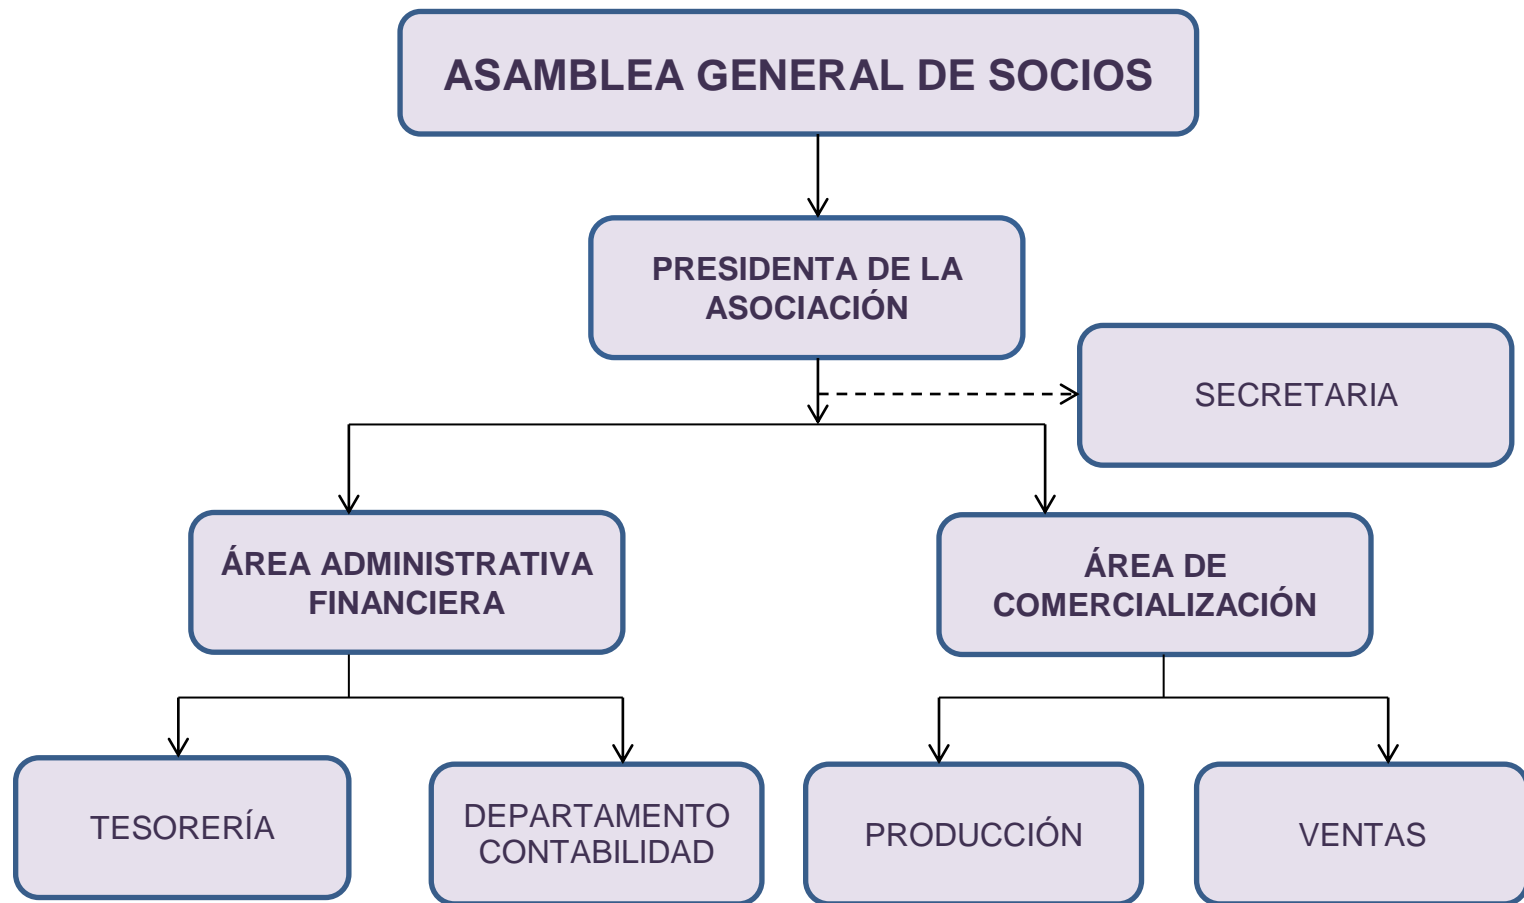 ASAMBLEA GENERAL DE SOCIOS
PRESIDENTA DE LA
ASOCIACIÓN
SECRETARIA
ÁREA ADMINISTRATIVA
FINANCIERA
ÁREA DE
COMERCIALIZACIÓN
TESORERÍA
DEPARTAMENTO
CONTABILIDAD
PRODUCCIÓN
VENTAS